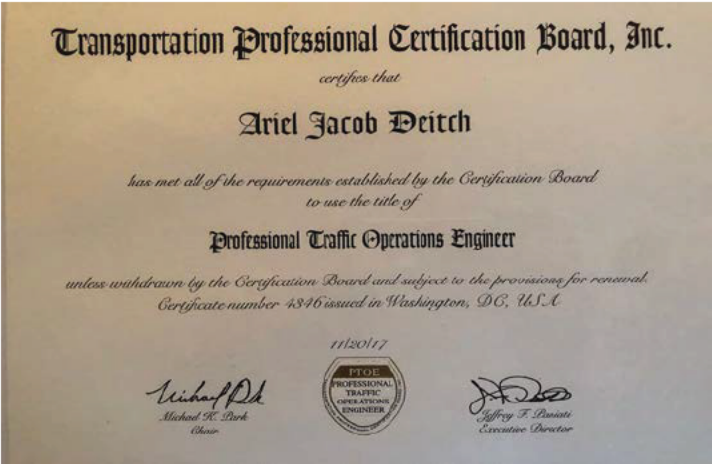 Transportation Professional Certification Board, Inc.
certifies that
Ariel Jacob Deitch
has met all of the requirements established by the Certification Board
to use the title of
Professional Traffic Operations Engineer
unless withdrawn by the Certification Board and subject to the provisions for renewal.
Certificate number 4346 issued in Washington, DC, USA
11/20/17
PTOE
PROFESSIONAL
TRAFFIC
OPERATIONS
ENGINEER
Michael K. Park
Chair
Jeffrey F. Paniati
Executive Director